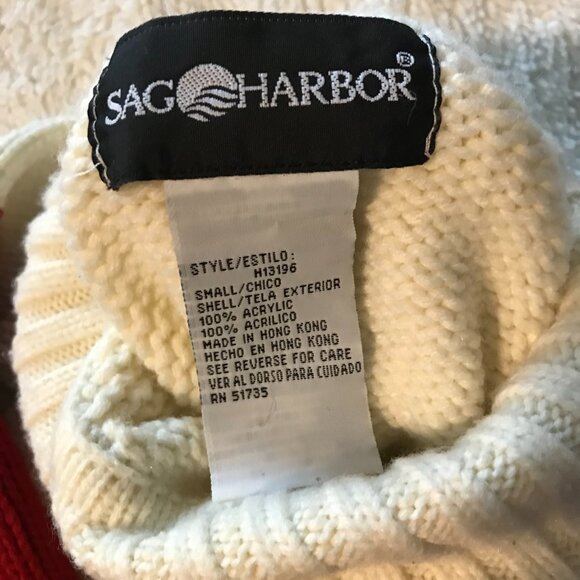 SAG HARBOR ®
STYLE/ESTILO:
H13196
SMALL/CHICO
SHELL/TELA EXTERIOR
100% ACRYLIC
100% ACRILICO
MADE IN HONG KONG
HECHO EN HONG KONG
SEE REVERSE FOR CARE
VER AL DORSO PARA CUIDADO
RN 51735